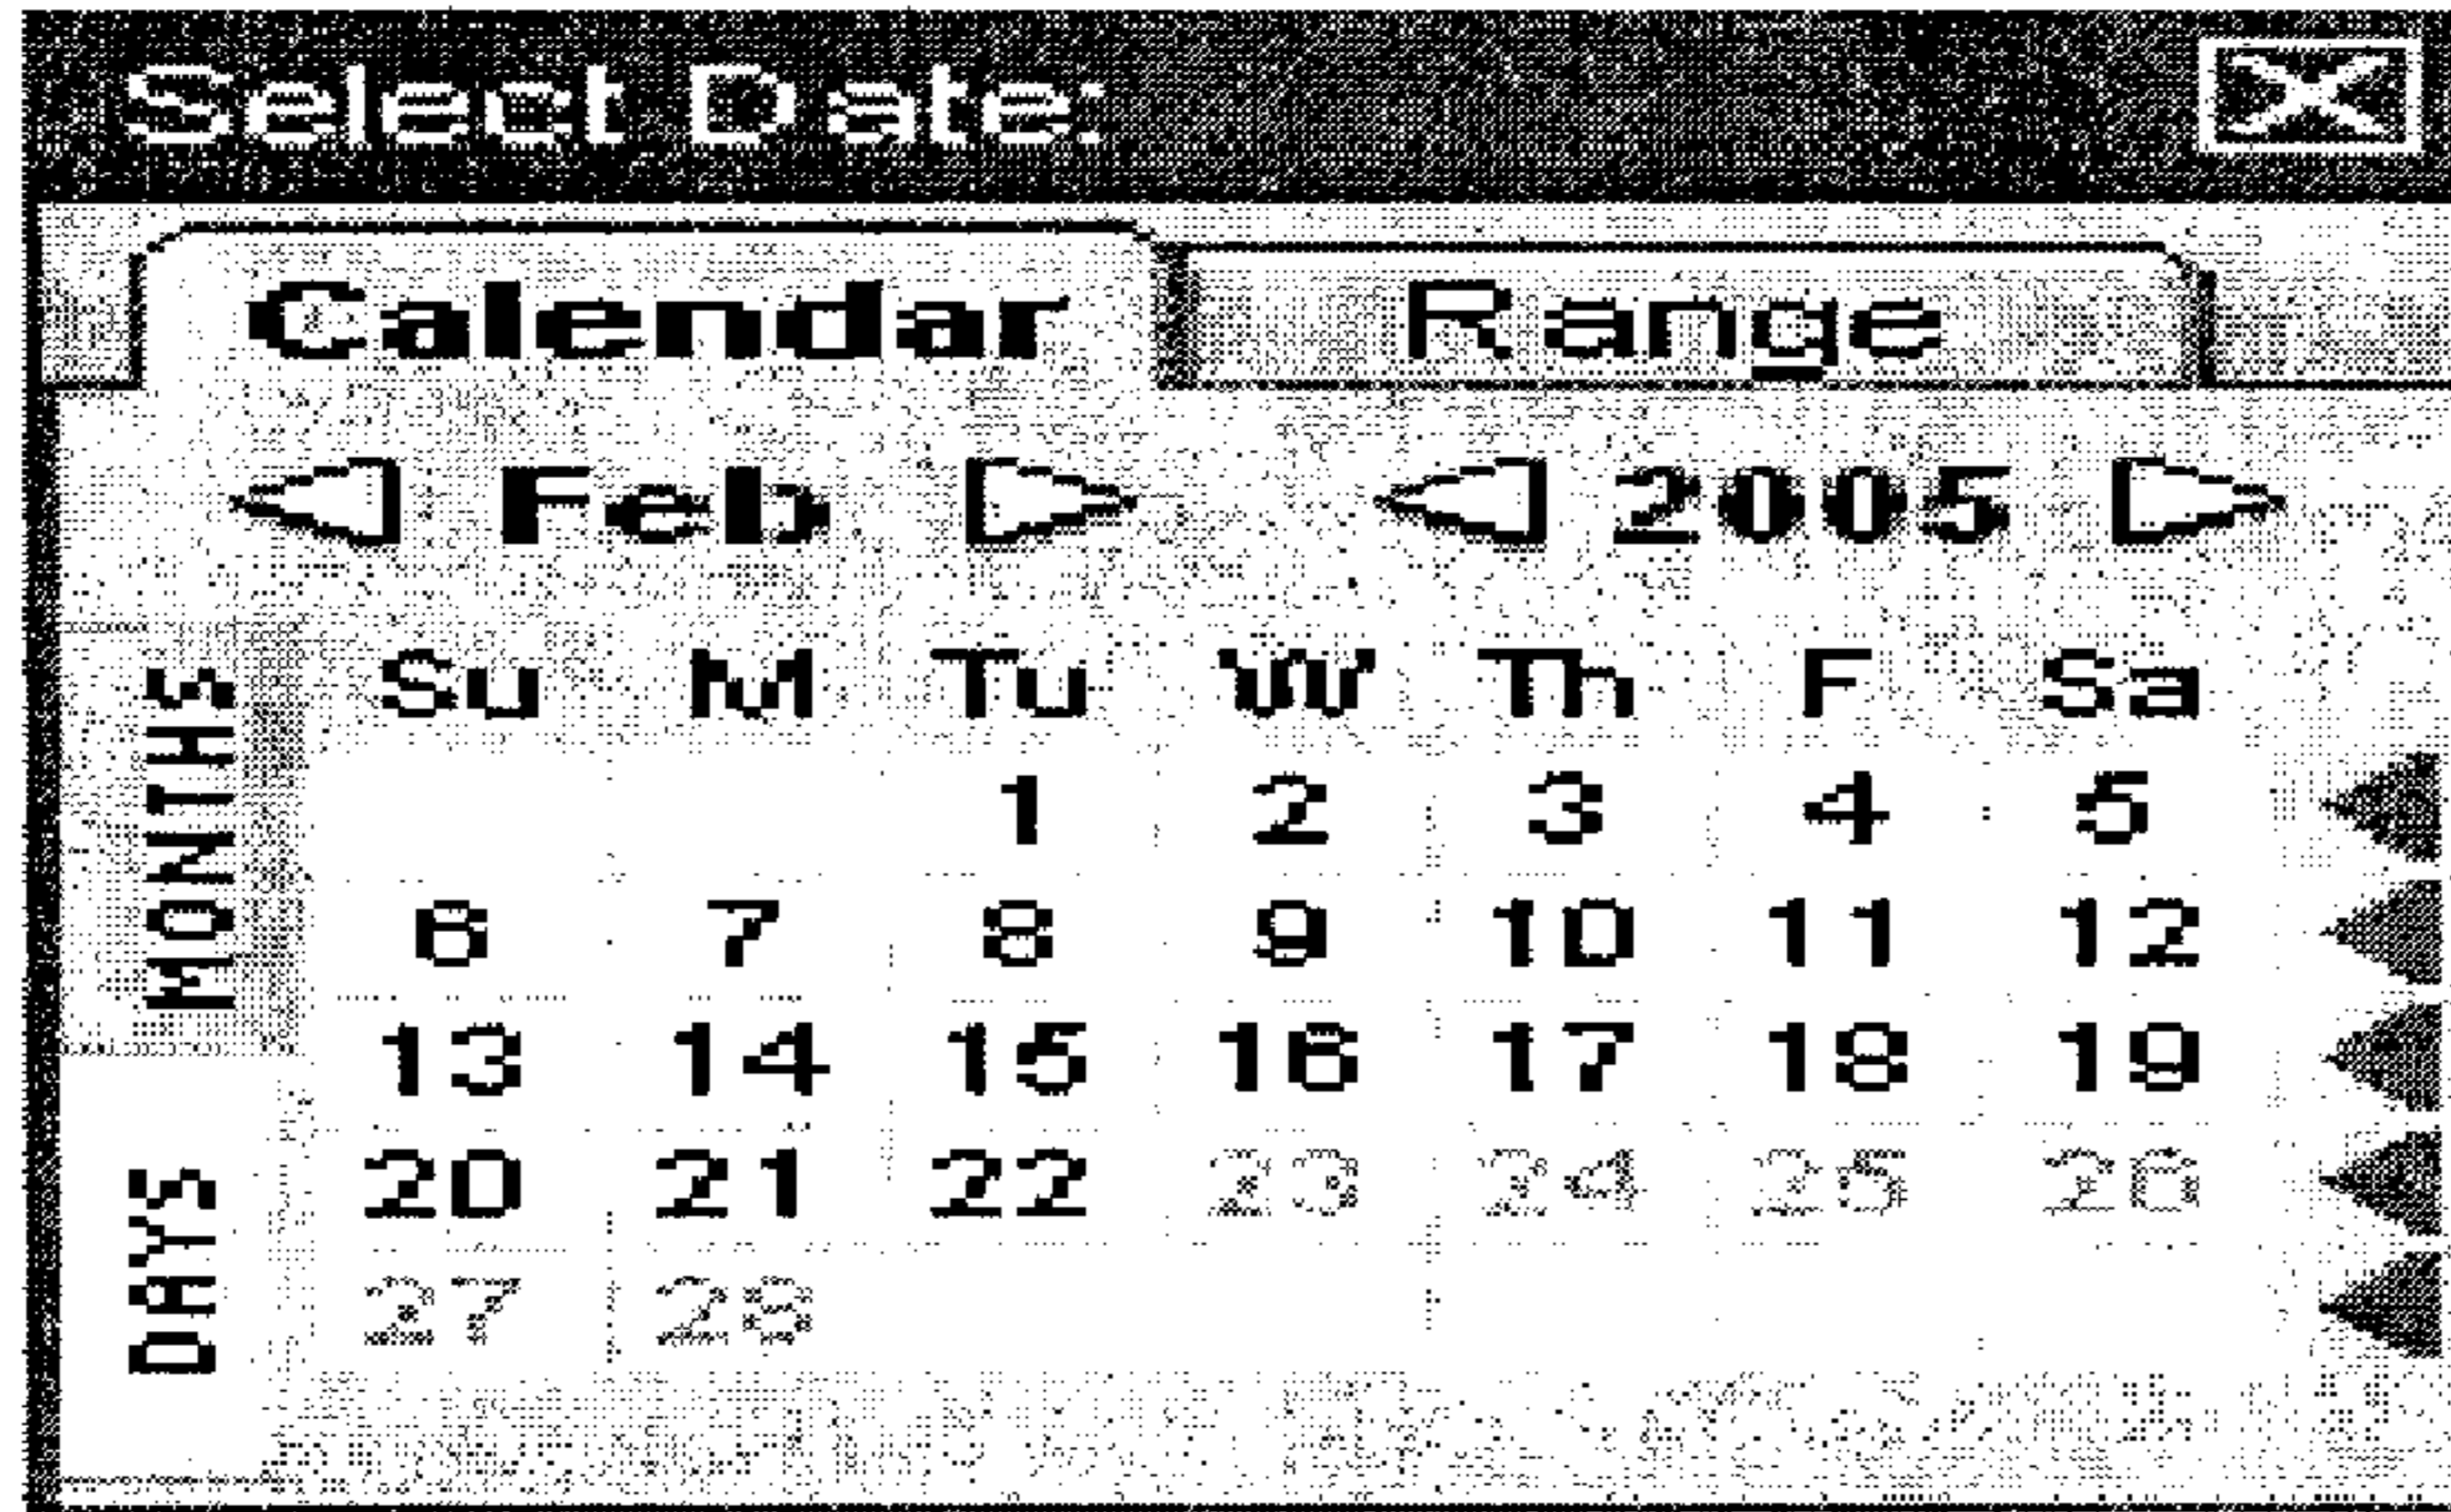 Select Date:
Calendar Range
Feb 2005
MONTHS
DAYS
Su M Tu W Th F Sa
1 2 3 4 5
6 7 8 9 10 11 12
13 14 15 16 17 18 19
20 21 22 23 24 25 26
27 28